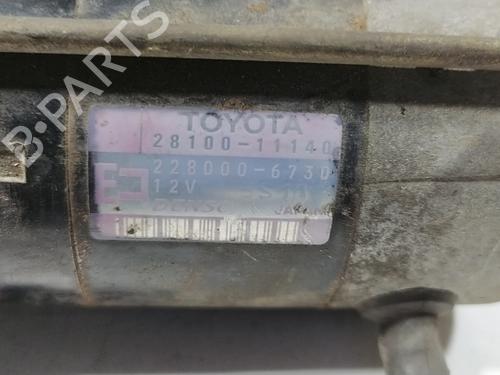 B-PARTS
TOYOTA
28100-11140
228000-6730
12V
DENSO JAPAN